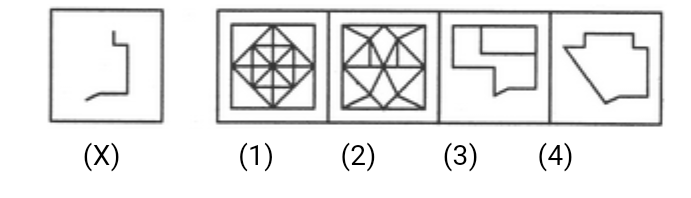 (X) (1) (2) (3) (4)